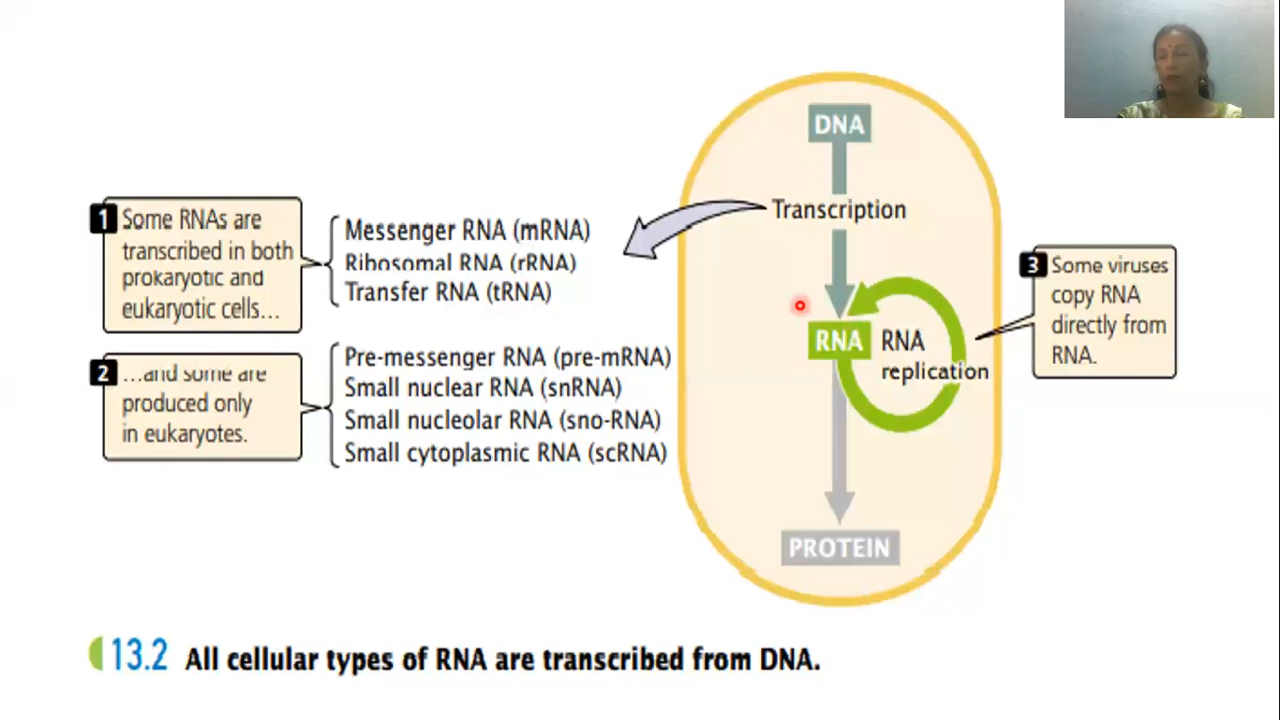 DNA
Transcription
1 Some RNAs are
transcribed in both
prokaryotic and
eukaryotic cells…
Messenger RNA (mRNA)
Ribosomal RNA (rRNA)
Transfer RNA (tRNA)
2 …and some are
produced only
in eukaryotes.
Pre-messenger RNA (pre-mRNA)
Small nuclear RNA (snRNA)
Small nucleolar RNA (sno-RNA)
Small cytoplasmic RNA (scRNA)
RNA
RNA
replication
3 Some viruses
copy RNA
directly from
RNA.
PROTEIN
13.2 All cellular types of RNA are transcribed from DNA.